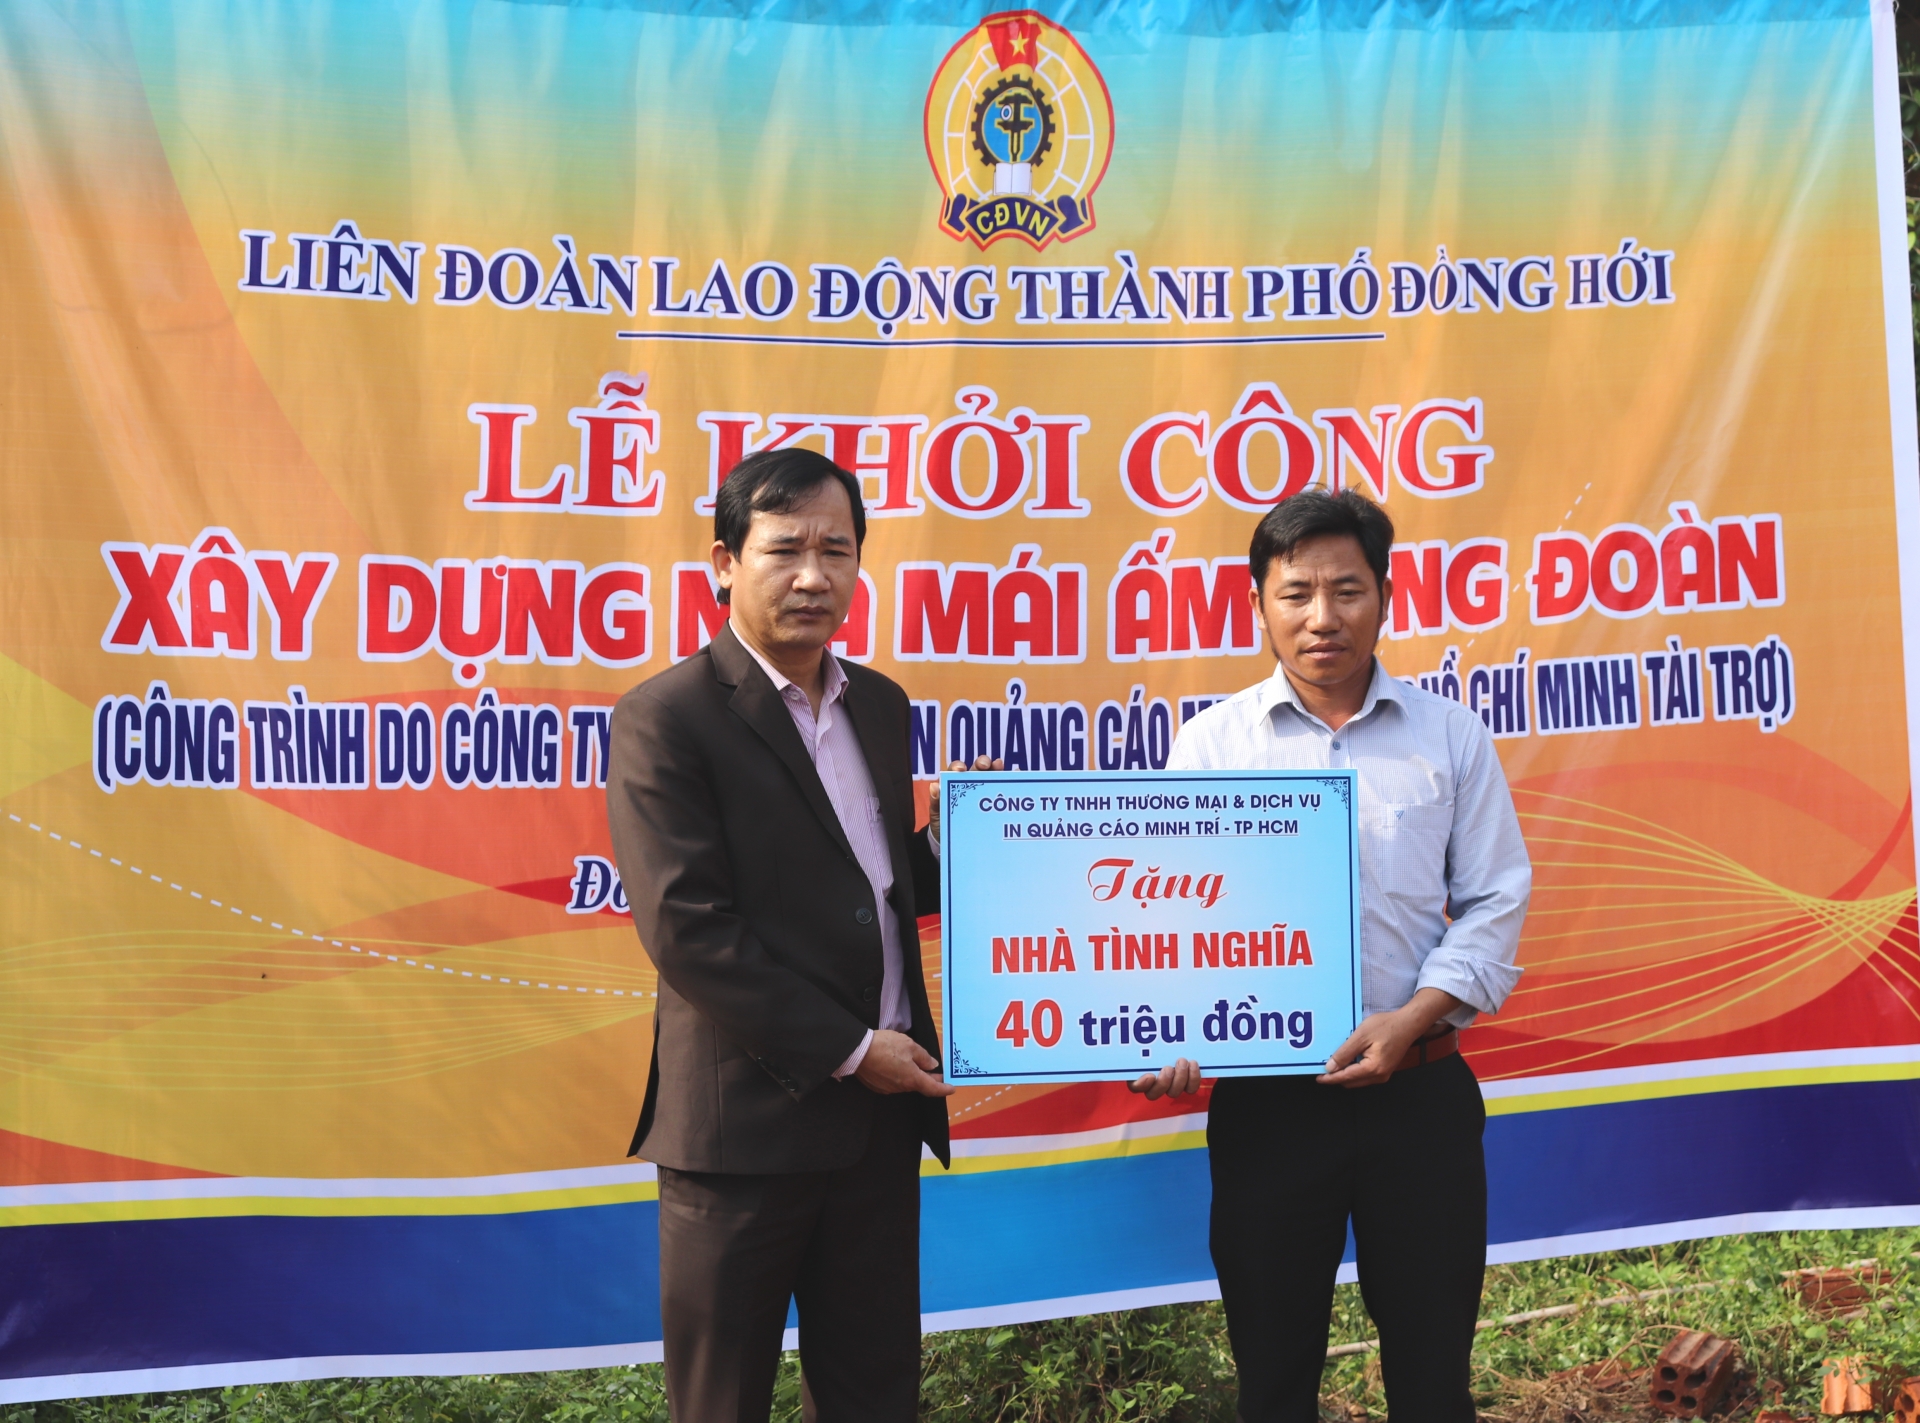 CĐVN
LIÊN ĐOÀN LAO ĐỘNG THÀNH PHỐ ĐỒNG HỚI
LỄ KHỞI CÔNG
XÂY DỰNG MÁI ẤM ĐOÀN
(CÔNG TRÌNH DO CÔNG TY IN QUẢNG CÁO HỒ CHÍ MINH TÀI TRỢ)
CÔNG TY TNHH THƯƠNG MẠI & DỊCH VỤ
IN QUẢNG CÁO MINH TRÍ - TP HCM
Tặng
NHÀ TÌNH NGHĨA
40 triệu đồng